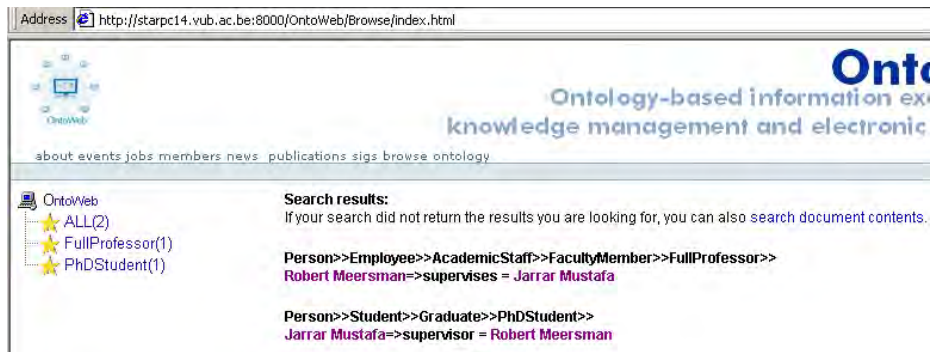 Address http://starpc14.vub.ac.be:8000/OntoWeb/Browse/index.html
OntoWeb
Onto
Ontology-based information exc
knowledge management and electronic
about events jobs members news publications sigs browse ontology
OntoWeb
ALL(2)
FullProfessor(1)
PhDStudent(1)
Search results:
If your search did not return the results you are looking for, you can also search document contents.
Person>>Employee>>AcademicStaff>>FacultyMember>>FullProfessor>>
Robert Meersman=>supervises = Jarrar Mustafa
Person>>Student>>Graduate>>PhDStudent>>
Jarrar Mustafa=>supervisor = Robert Meersman